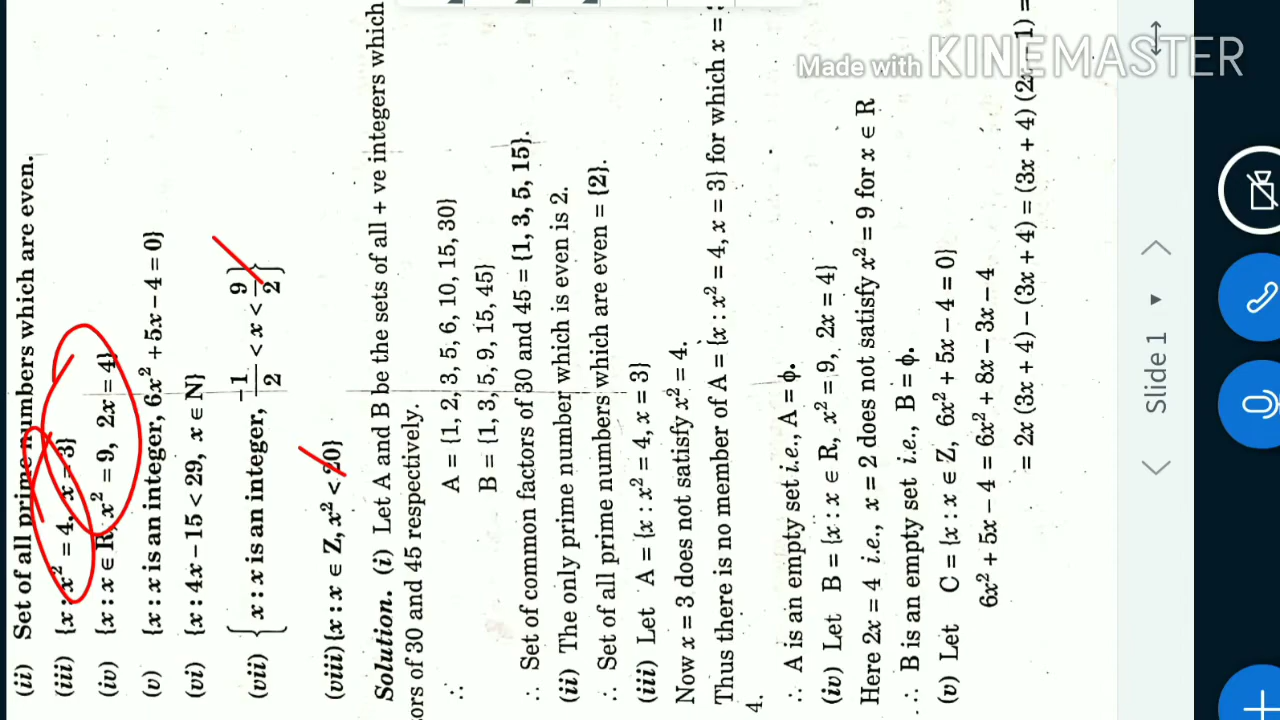 (ii) Set of all prime numbers which are even.
(iii) {x : x² = 4, x = 3}
(iv) {x : x ∈ R, x² = 9, 2x = 4}
(v) {x : x is an integer, 6x² + 5x − 4 = 0}
(vi) {x : 4x − 15 < 29, x ∈ N}
(vii) {x : x is an integer, −1/2 < x < 9/2}
(viii) {x : x ∈ Z, x² < 20}
Solution. (i) Let A and B be the sets of all + ve integers which
sors of 30 and 45 respectively.
∴ A = {1, 2, 3, 5, 6, 10, 15, 30}
B = {1, 3, 5, 9, 15, 45}
∴ Set of common factors of 30 and 45 = {1, 3, 5, 15}.
(ii) The only prime number which is even is 2.
∴ Set of all prime numbers which are even = {2}.
(iii) Let A = {x : x² = 4, x = 3}
Now x = 3 does not satisfy x² = 4.
Thus there is no member of A = {x : x² = 4, x = 3} for which x =
4.
∴ A is an empty set i.e., A = ϕ.
(iv) Let B = {x : x ∈ R, x² = 9, 2x = 4}
Here 2x = 4 i.e., x = 2 does not satisfy x² = 9 for x ∈ R
∴ B is an empty set i.e., B = ϕ.
(v) Let C = {x : x ∈ Z, 6x² + 5x − 4 = 0}
6x² + 5x − 4 = 6x² + 8x − 3x − 4
= 2x (3x + 4) − (3x + 4) = (3x + 4) (2x − 1) =
Made with KINEMASTER
Slide 1